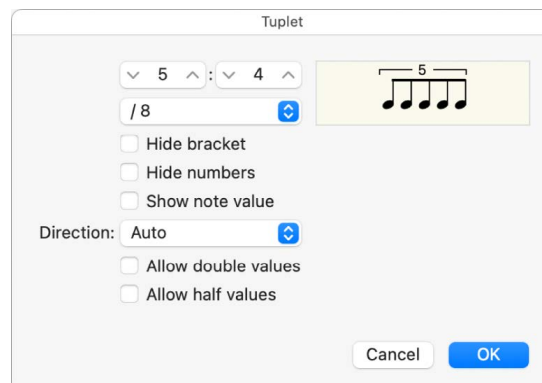 Tuplet
5 : 4
5
/ 8
Hide bracket
Hide numbers
Show note value
Direction: Auto
Allow double values
Allow half values
Cancel OK